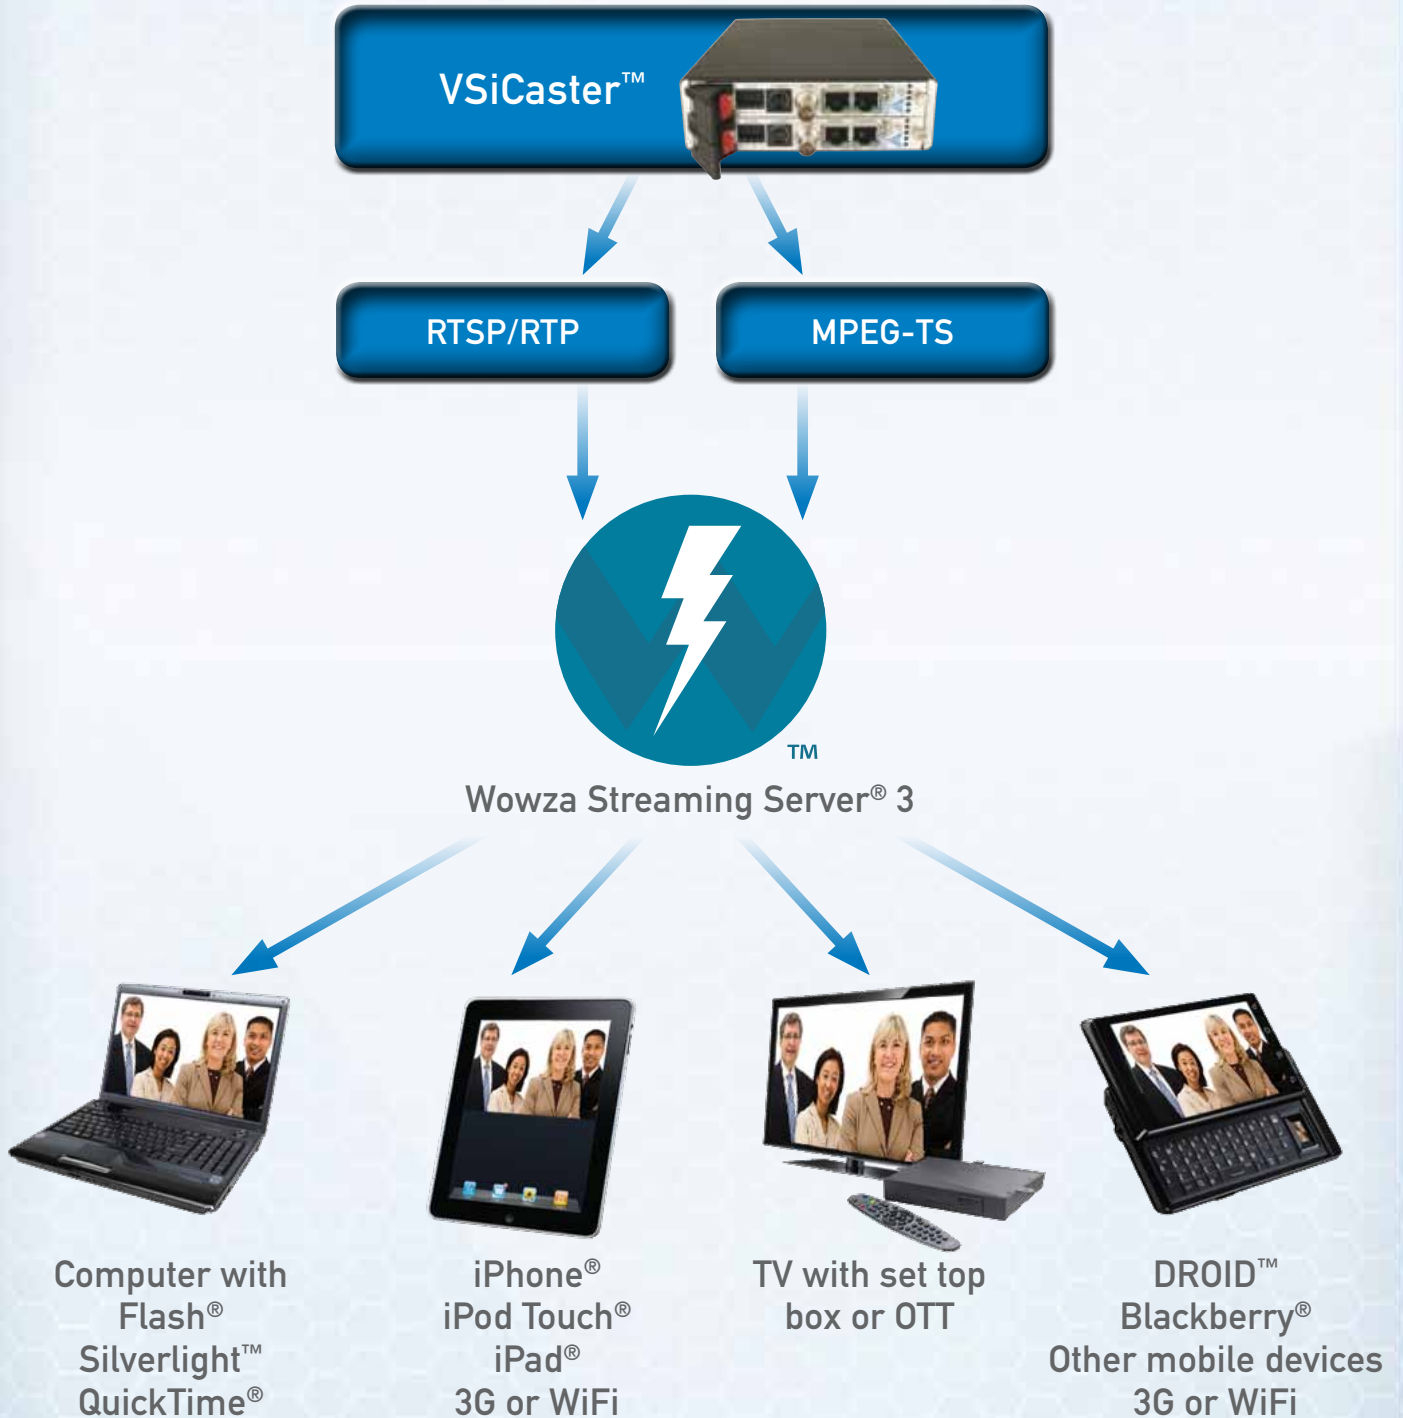 VSiCaster™
RTSP/RTP
MPEG-TS
TM
Wowza Streaming Server® 3
Computer with
Flash®
Silverlight™
QuickTime®
iPhone®
iPod Touch®
iPad®
3G or WiFi
TV with set top
box or OTT
DROID™
Blackberry®
Other mobile devices
3G or WiFi